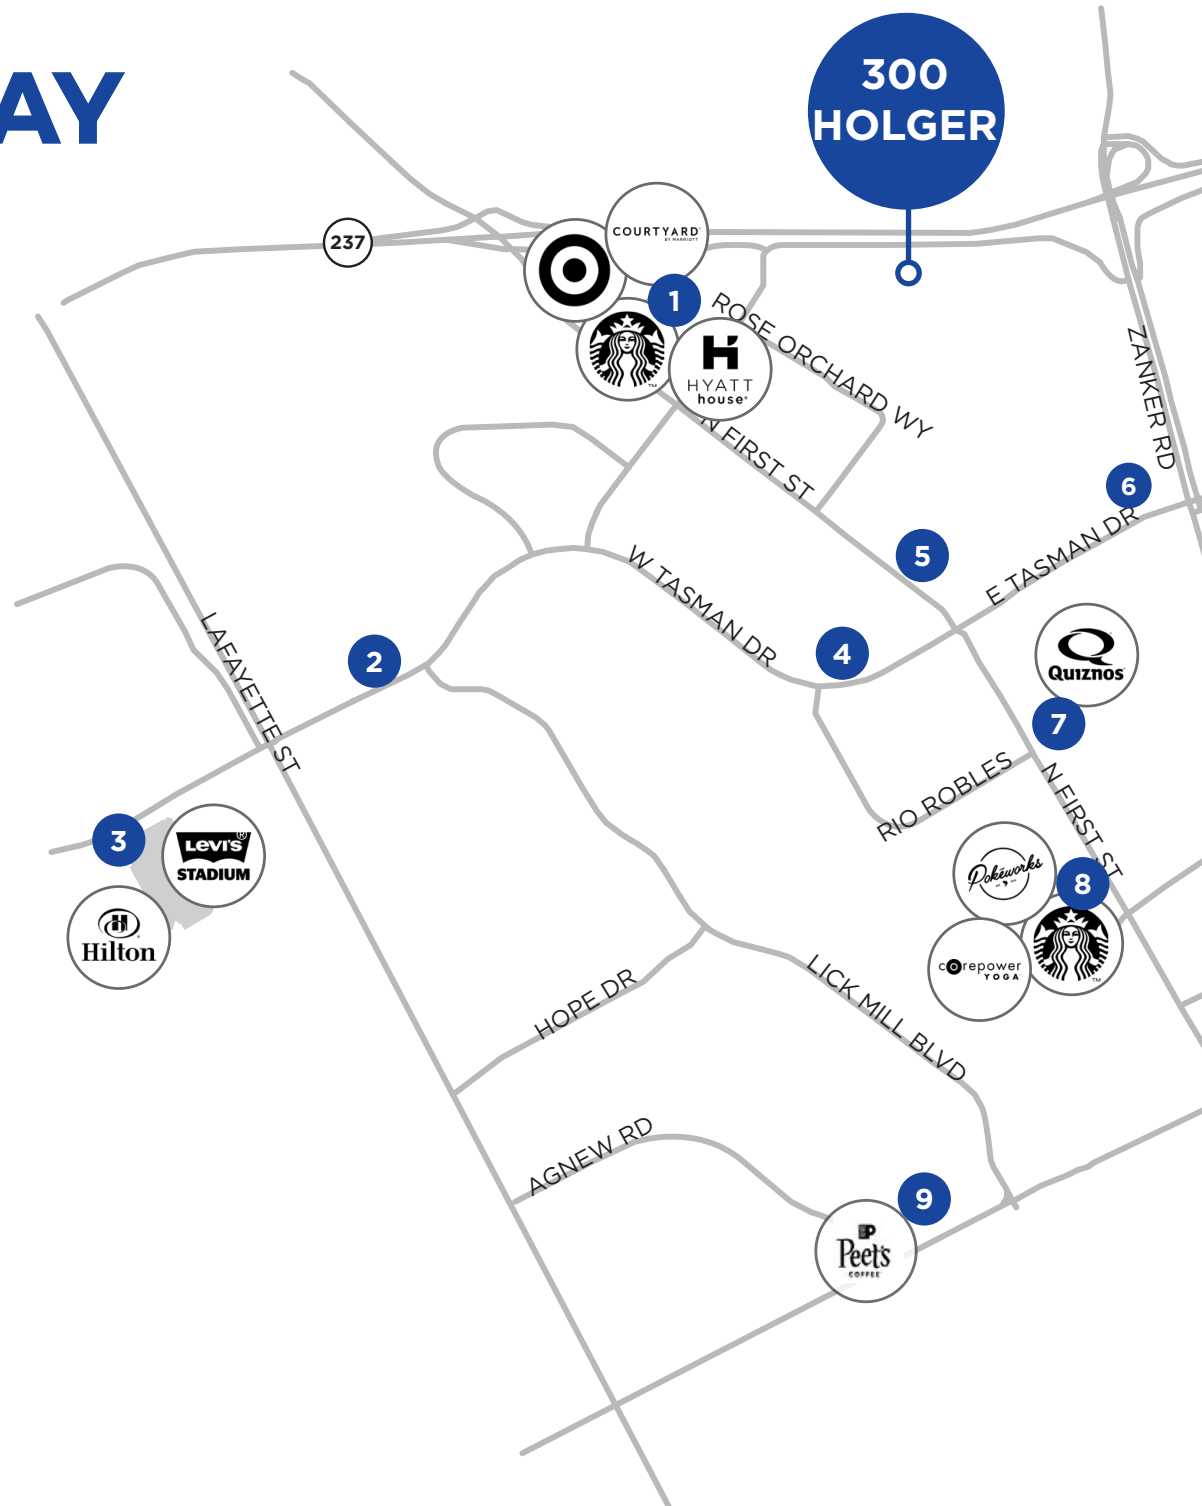 AY
300
HOLGER
237
COURTYARD®
BY MARRIOTT
1
ROSE ORCHARD WY
™
HYATT
house®
N FIRST ST
ZANKER RD
6
5
E TASMAN DR
W TASMAN DR
LAFAYETTE ST
2
4
Quiznos®
7
RIO ROBLES
N FIRST ST
3
LEVI'S®
STADIUM
Hilton
Pokéworks
8
corepower
YOGA
™
HOPE DR
LICK MILL BLVD
AGNEW RD
9
Peet's
COFFEE